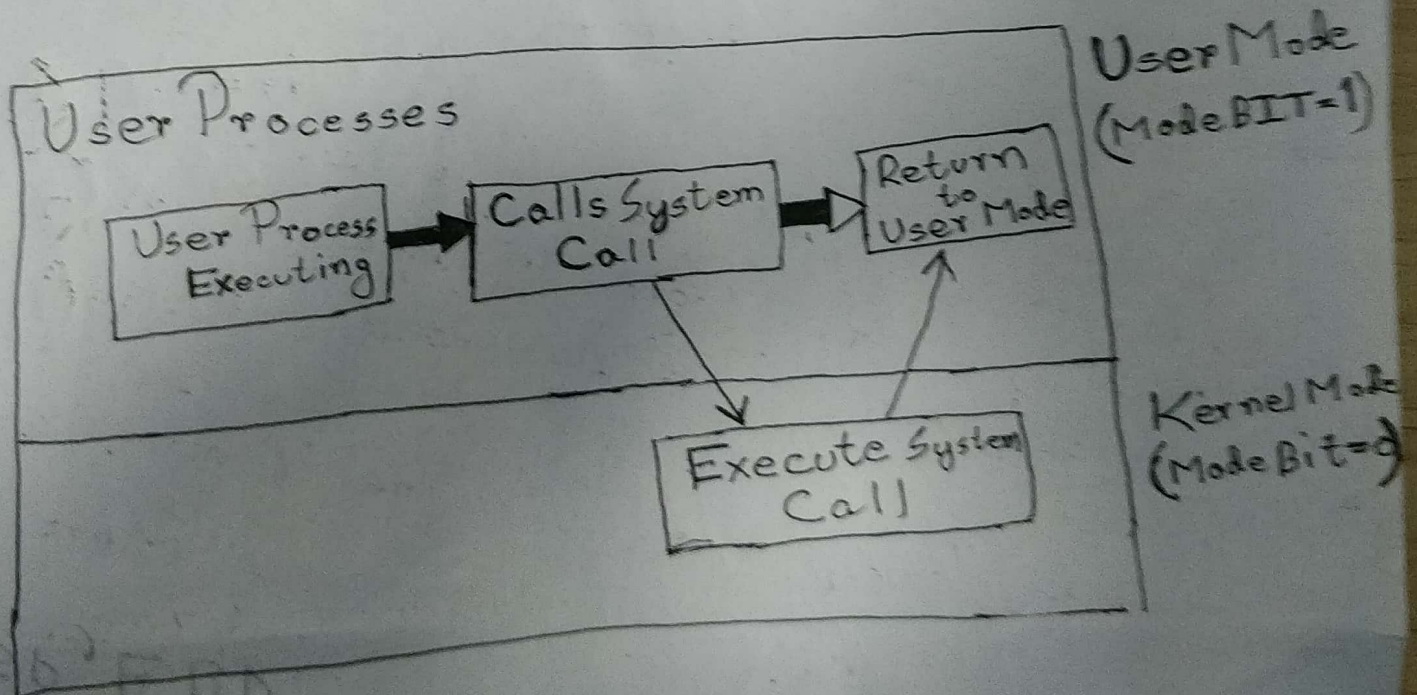 User Processes
User Mode
(Mode BIT=1)
User Process
Executing
Calls System
Call
Return
to
User Mode
Kernel Mode
(Mode Bit=0)
Execute System
Call